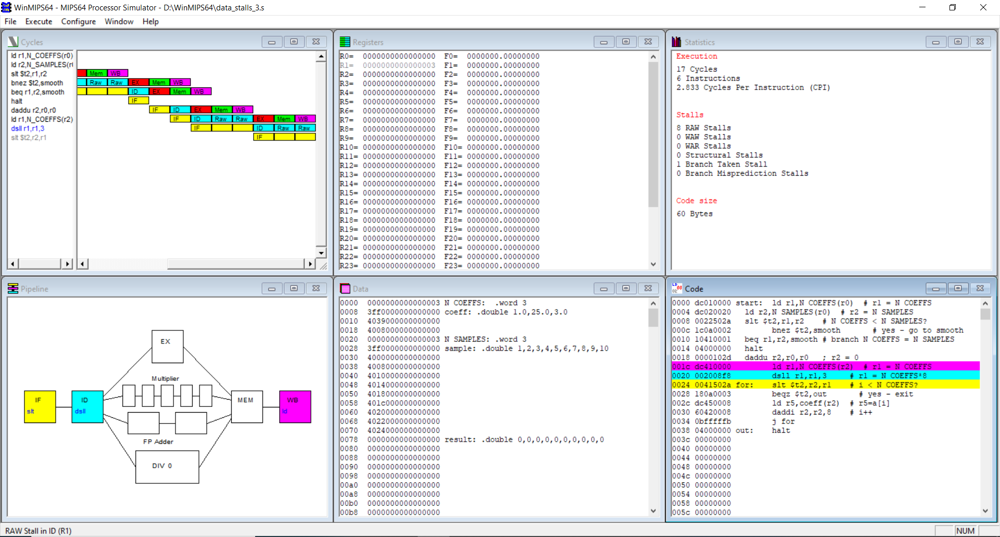 WinMIPS64 - MIPS64 Processor Simulator - D:\WinMIPS64\data_stalls_3.s
File Execute Configure Window Help
Cycles
ld r1,N_COEFFS(r0)
ld r2,N_SAMPLES(r
slt $t2,r1,r2
bnez $t2,smooth
beq r1,r2,smooth
halt
daddu r2,r0,r0
ld r1,N_COEFFS(r2)
dsll r1,r1,3
slt $t2,r2,r1
Mem WB
Raw Raw EX Mem WB
ID EX Mem WB
IF
IF ID EX Mem WB
IF ID Raw Raw EX Mem WB
IF ID Raw Raw
IF
Registers
R0= 0000000000000000 F0= 0000000.00000000
R1= 0000000000000003 F1= 0000000.00000000
R2= 0000000000000000 F2= 0000000.00000000
R3= 0000000000000000 F3= 0000000.00000000
R4= 0000000000000000 F4= 0000000.00000000
R5= 0000000000000000 F5= 0000000.00000000
R6= 0000000000000000 F6= 0000000.00000000
R7= 0000000000000000 F7= 0000000.00000000
R8= 0000000000000000 F8= 0000000.00000000
R9= 0000000000000000 F9= 0000000.00000000
R10= 0000000000000000 F10= 0000000.00000000
R11= 0000000000000000 F11= 0000000.00000000
R12= 0000000000000000 F12= 0000000.00000000
R13= 0000000000000000 F13= 0000000.00000000
R14= 0000000000000000 F14= 0000000.00000000
R15= 0000000000000000 F15= 0000000.00000000
R16= 0000000000000000 F16= 0000000.00000000
R17= 0000000000000000 F17= 0000000.00000000
R18= 0000000000000000 F18= 0000000.00000000
R19= 0000000000000000 F19= 0000000.00000000
R20= 0000000000000000 F20= 0000000.00000000
R21= 0000000000000000 F21= 0000000.00000000
R22= 0000000000000000 F22= 0000000.00000000
R23= 0000000000000000 F23= 0000000.00000000
Statistics
Execution
17 Cycles
6 Instructions
2.833 Cycles Per Instruction (CPI)
Stalls
8 RAW Stalls
0 WAW Stalls
0 WAR Stalls
0 Structural Stalls
1 Branch Taken Stall
0 Branch Misprediction Stalls
Code size
60 Bytes
Pipeline
EX
Multiplier
IF
slt
ID
dsll
MEM
WB
ld
FP Adder
DIV 0
Data
0000 0000000000000003 N_COEFFS: .word 3
0008 3ff0000000000000 coeff: .double 1.0,25.0,3.0
0010 4039000000000000
0018 4008000000000000
0020 0000000000000003 N_SAMPLES: .word 3
0028 3ff0000000000000 sample: .double 1,2,3,4,5,6,7,8,9,10
0030 4000000000000000
0038 4008000000000000
0040 4010000000000000
0048 4014000000000000
0050 4018000000000000
0058 401c000000000000
0060 4020000000000000
0068 4022000000000000
0070 4024000000000000
0078 0000000000000000 result: .double 0,0,0,0,0,0,0,0,0,0
0080 0000000000000000
0088 0000000000000000
0090 0000000000000000
0098 0000000000000000
00a0 0000000000000000
00a8 0000000000000000
00b0 0000000000000000
00b8 0000000000000000
Code
0000 dc010000 start: ld r1,N_COEFFS(r0) # r1 = N_COEFFS
0004 dc020020 ld r2,N_SAMPLES(r0) # r2 = N_SAMPLES
0008 0022502a slt $t2,r1,r2 # N_COEFFS < N_SAMPLES?
000c 1c0a0002 bnez $t2,smooth # yes - go to smooth
0010 10410001 beq r1,r2,smooth # branch N_COEFFS = N_SAMPLES
0014 04000000 halt
0018 0000102d daddu r2,r0,r0 ; r2 = 0
001c dc410000 ld r1,N_COEFFS(r2) # r1 = N_COEFFS
0020 002008f8 dsll r1,r1,3 # r1 = N_COEFFS*8
0024 0041502a for: slt $t2,r2,r1 # i < N_COEFFS?
0028 180a0003 beqz $t2,out # yes - exit
002c dc450008 ld r5,coeff(r2) # r5=a[i]
0030 60420008 daddi r2,r2,8 # i++
0034 0bfffffb j for
0038 04000000 out: halt
003c 00000000
0040 00000000
0044 00000000
0048 00000000
004c 00000000
0050 00000000
0054 00000000
0058 00000000
005c 00000000
RAW Stall in ID (R1)
NUM